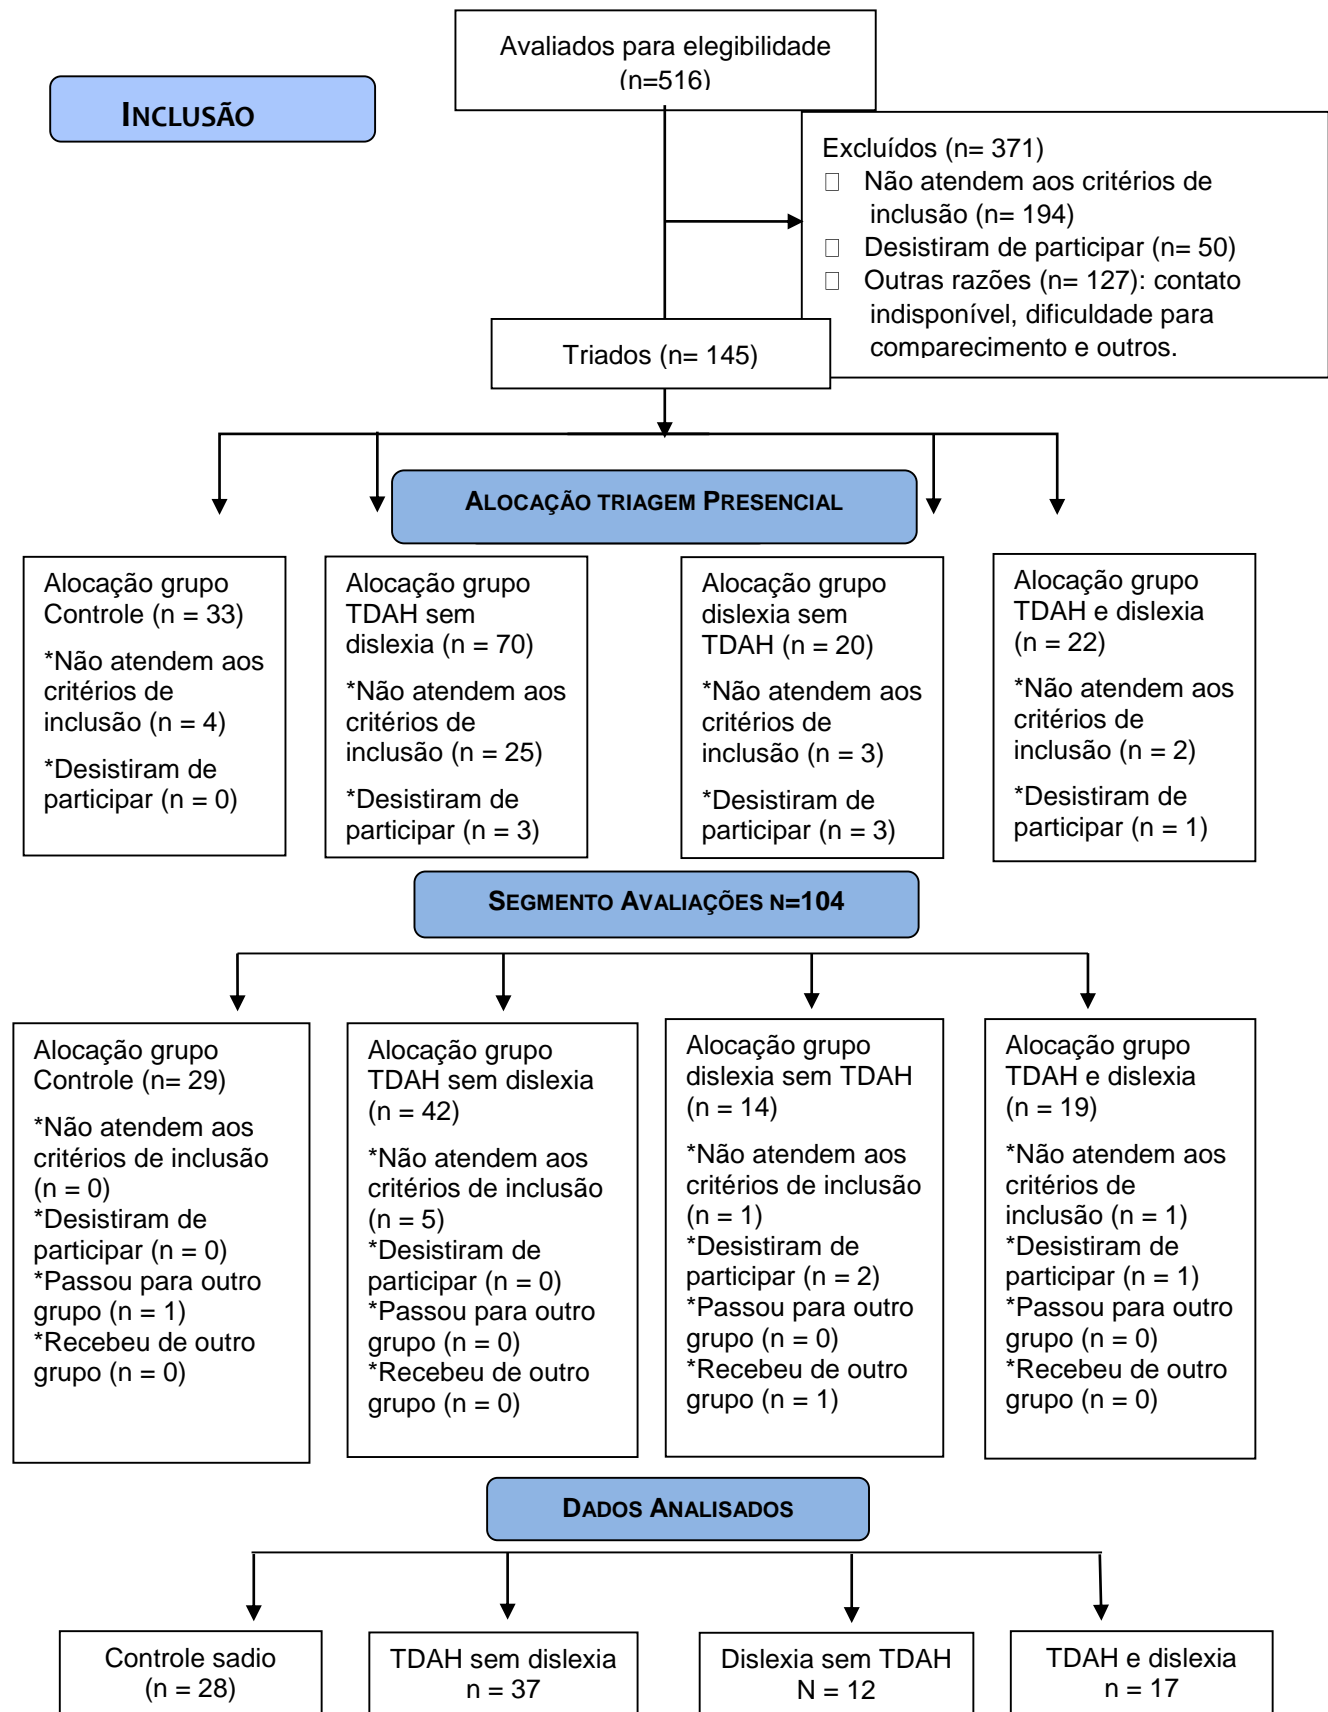 Avaliados para elegibilidade
(n=516)
INCLUSÃO
Excluídos (n= 371)
□ Não atendem aos critérios de
inclusão (n= 194)
□ Desistiram de participar (n= 50)
□ Outras razões (n= 127): contato
indisponível, dificuldade para
comparecimento e outros.
Triados (n= 145)
ALOCAÇÃO TRIAGEM PRESENCIAL
Alocação grupo
Controle (n = 33)
*Não atendem aos
critérios de
inclusão (n = 4)
*Desistiram de
participar (n = 0)
Alocação grupo
TDAH sem
dislexia (n = 70)
*Não atendem aos
critérios de
inclusão (n = 25)
*Desistiram de
participar (n = 3)
Alocação grupo
dislexia sem
TDAH (n = 20)
*Não atendem aos
critérios de
inclusão (n = 3)
*Desistiram de
participar (n = 3)
Alocação grupo
TDAH e dislexia
(n = 22)
*Não atendem aos
critérios de
inclusão (n = 2)
*Desistiram de
participar (n = 1)
SEGMENTO AVALIAÇÕES N=104
Alocação grupo
Controle (n= 29)
*Não atendem aos
critérios de inclusão
(n = 0)
*Desistiram de
participar (n = 0)
*Passou para outro
grupo (n = 1)
*Recebeu de outro
grupo (n = 0)
Alocação grupo
TDAH sem dislexia
(n = 42)
*Não atendem aos
critérios de inclusão
(n = 5)
*Desistiram de
participar (n = 0)
*Passou para outro
grupo (n = 0)
*Recebeu de outro
grupo (n = 0)
Alocação grupo
dislexia sem TDAH
(n = 14)
*Não atendem aos
critérios de inclusão
(n = 1)
*Desistiram de
participar (n = 2)
*Passou para outro
grupo (n = 0)
*Recebeu de outro
grupo (n = 1)
Alocação grupo
TDAH e dislexia
(n = 19)
*Não atendem aos
critérios de
inclusão (n = 1)
*Desistiram de
participar (n = 1)
*Passou para outro
grupo (n = 0)
*Recebeu de outro
grupo (n = 0)
DADOS ANALISADOS
Controle sadio
(n = 28)
TDAH sem dislexia
n = 37
Dislexia sem TDAH
N = 12
TDAH e dislexia
n = 17